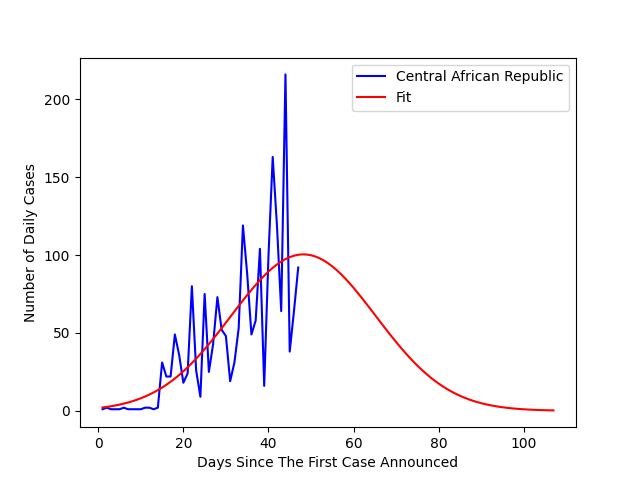 Central African Republic
Fit
Number of Daily Cases
200
150
100
50
0
0 20 40 60 80 100
Days Since The First Case Announced